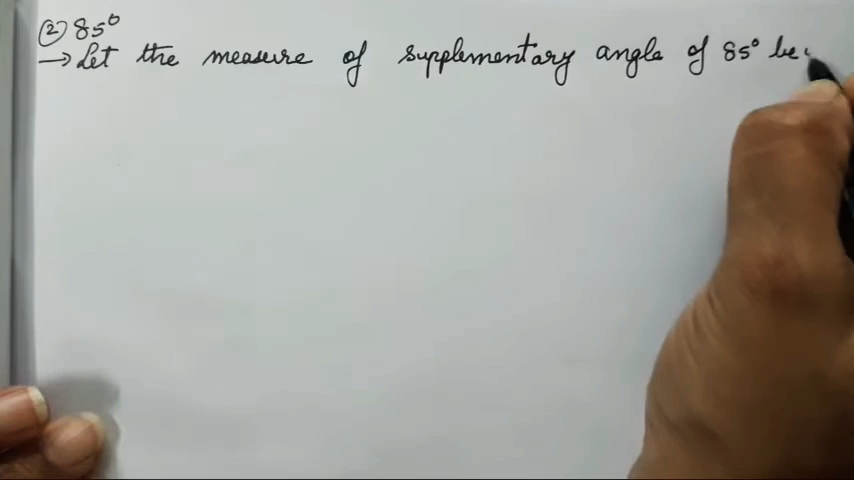 ② 85°
→ Let the measure of supplementary angle of 85° be